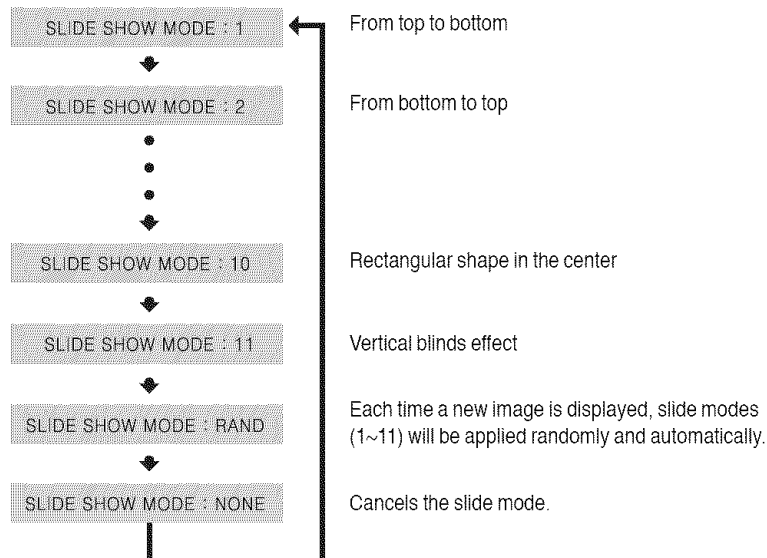 SLIDE SHOW MODE : 1
From top to bottom
SLIDE SHOW MODE : 2
From bottom to top
SLIDE SHOW MODE : 10
Rectangular shape in the center
SLIDE SHOW MODE : 11
Vertical blinds effect
SLIDE SHOW MODE : RAND
Each time a new image is displayed, slide modes
(1~11) will be applied randomly and automatically.
SLIDE SHOW MODE : NONE
Cancels the slide mode.